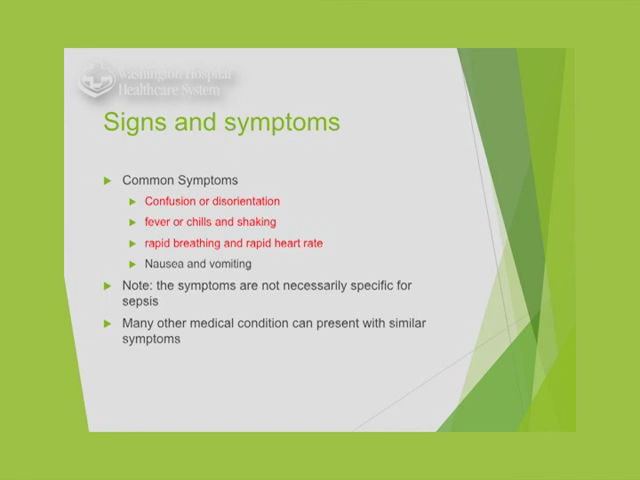 Washington Hospital
Healthcare System
Signs and symptoms
Common Symptoms
Confusion or disorientation
fever or chills and shaking
rapid breathing and rapid heart rate
Nausea and vomiting
Note: the symptoms are not necessarily specific for
sepsis
Many other medical condition can present with similar
symptoms